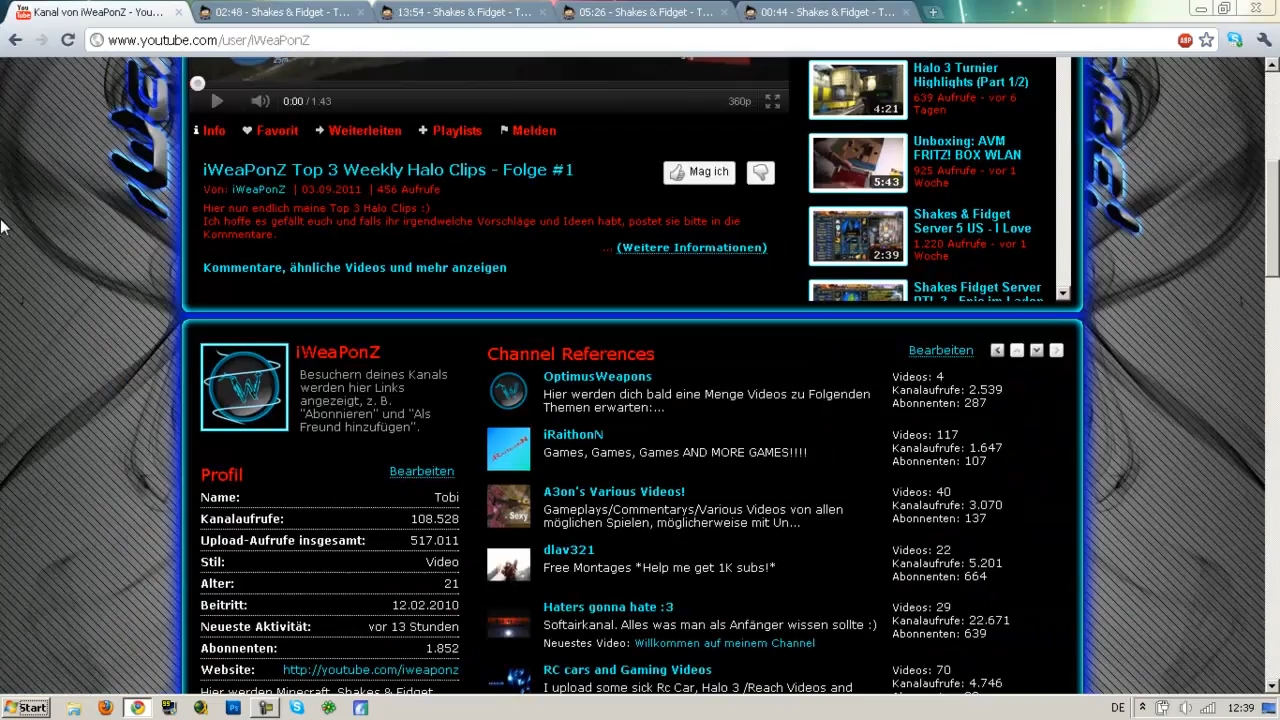 Kanal von iWeaPonZ - You...
02:48 - Shakes & Fidget - T...
13:54 - Shakes & Fidget - T...
05:26 - Shakes & Fidget - T...
00:44 - Shakes & Fidget - T...
www.youtube.com/user/iWeaPonZ
ABP
0:00 / 1:43
360p
Info
Favorit
Weiterleiten
Playlists
Melden
iWeaPonZ Top 3 Weekly Halo Clips - Folge #1
Mag ich
Von: iWeaPonZ | 03.09.2011 | 456 Aufrufe
Hier nun endlich meine Top 3 Halo Clips :)
Ich hoffe es gefällt euch und falls ihr irgendwelche Vorschläge und Ideen habt, postet sie bitte in die
Kommentare.
... (Weitere Informationen)
Kommentare, ähnliche Videos und mehr anzeigen
Halo 3 Turnier
Highlights (Part 1/2)
639 Aufrufe - vor 6
Tagen
4:21
Unboxing: AVM
FRITZ! BOX WLAN
925 Aufrufe - vor 1
Woche
5:43
Shakes & Fidget
Server 5 US - I Love
1.220 Aufrufe - vor 1
Woche
2:39
Shakes Fidget Server
iWeaPonZ
Besuchern deines Kanals
werden hier Links
angezeigt, z. B.
"Abonnieren" und "Als
Freund hinzufügen".
Profil
Bearbeiten
Name: Tobi
Kanalaufrufe: 108.528
Upload-Aufrufe insgesamt: 517.011
Stil: Video
Alter: 21
Beitritt: 12.02.2010
Neueste Aktivität: vor 13 Stunden
Abonnenten: 1.852
Website: http://youtube.com/iweaponz
Hier werden Minecraft, Shakes & Fidget
Channel References
Bearbeiten
OptimusWeapons
Hier werden dich bald eine Menge Videos zu Folgenden
Themen erwarten:...
Videos: 4
Kanalaufrufe: 2.539
Abonnenten: 287
iRaithonN
Games, Games, Games AND MORE GAMES!!!!
Videos: 117
Kanalaufrufe: 1.647
Abonnenten: 107
A3on's Various Videos!
Gameplays/Commentarys/Various Videos von allen
möglichen Spielen, möglicherweise mit Un...
Sexy
Videos: 40
Kanalaufrufe: 3.070
Abonnenten: 137
dlav321
Free Montages *Help me get 1K subs!*
Videos: 22
Kanalaufrufe: 5.201
Abonnenten: 664
Haters gonna hate :3
Softairkanal. Alles was man als Anfänger wissen sollte :)
Neuestes Video: Willkommen auf meinem Channel
Videos: 29
Kanalaufrufe: 22.671
Abonnenten: 639
RC cars and Gaming Videos
I upload some sick Rc Car, Halo 3 /Reach Videos and
Videos: 70
Kanalaufrufe: 4.746
Start
DE
12:39